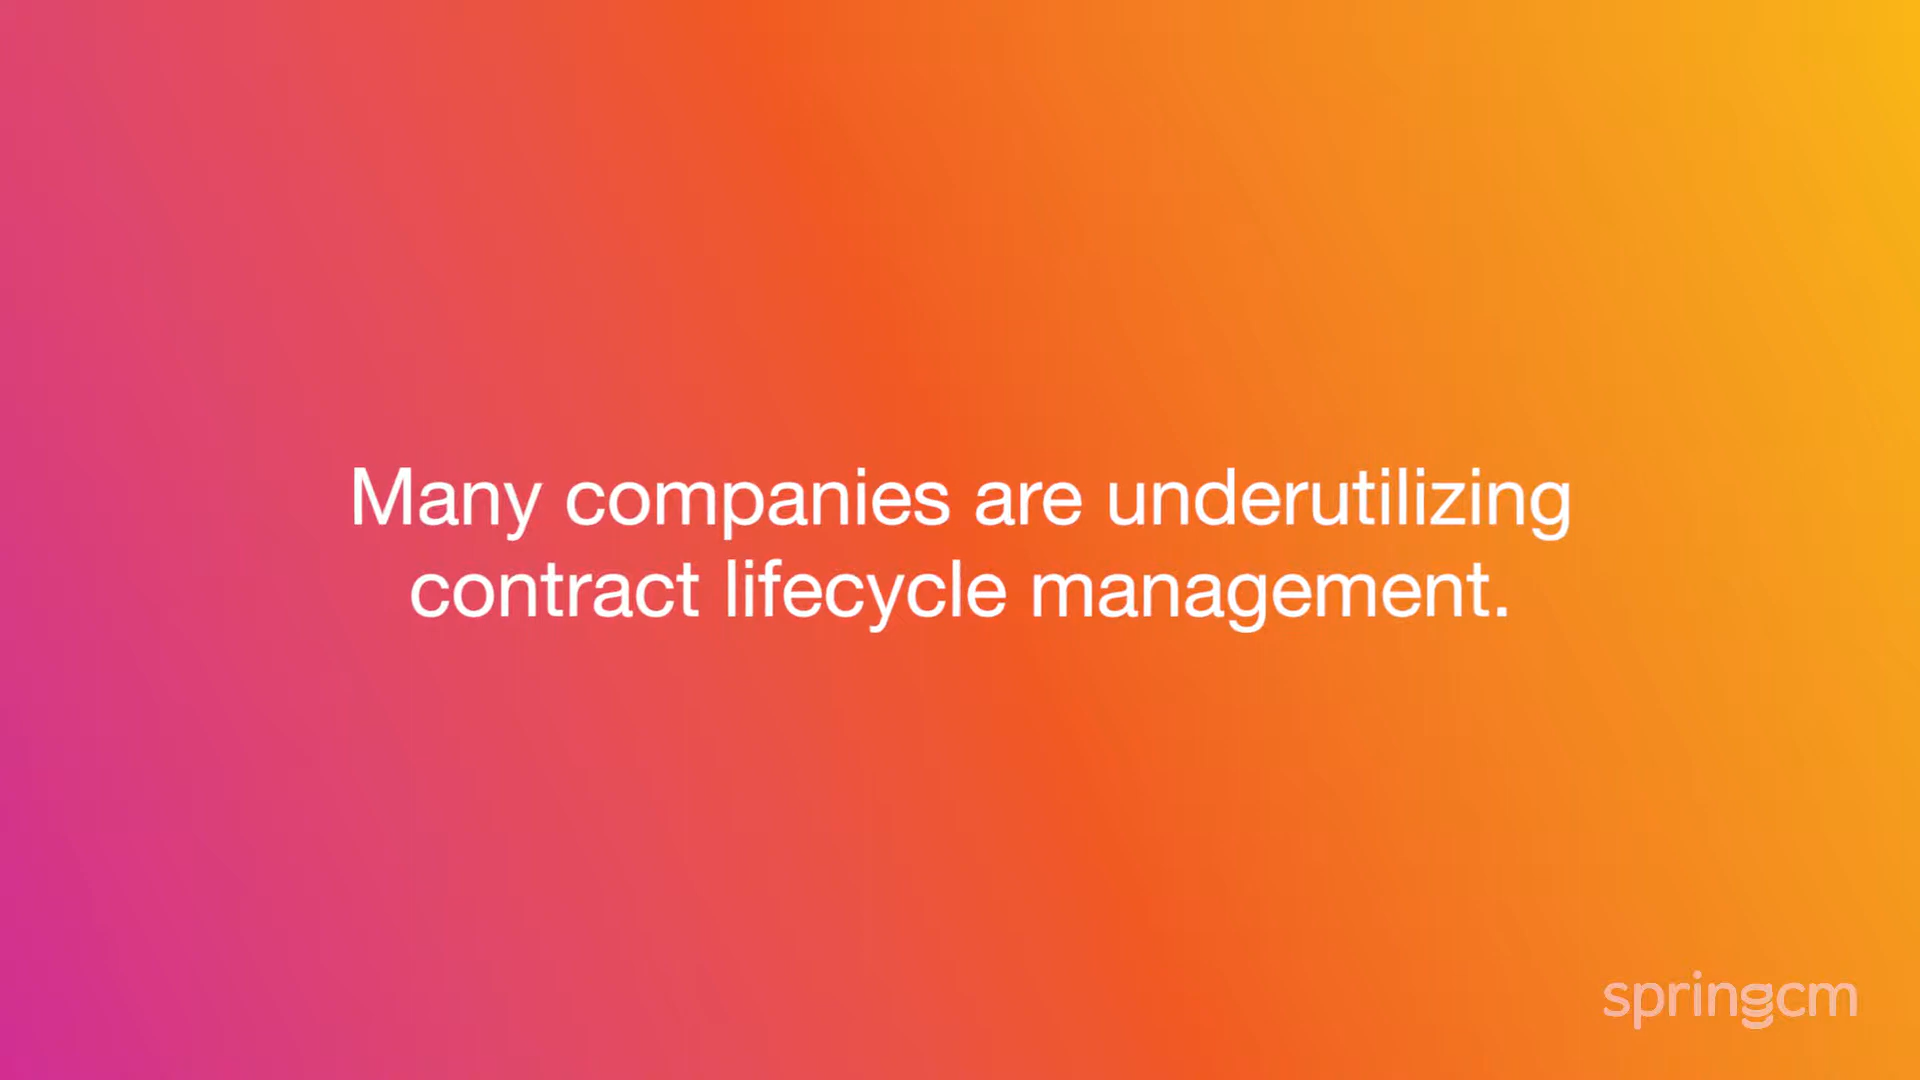 Many companies are underutilizing
contract lifecycle management.
springcm